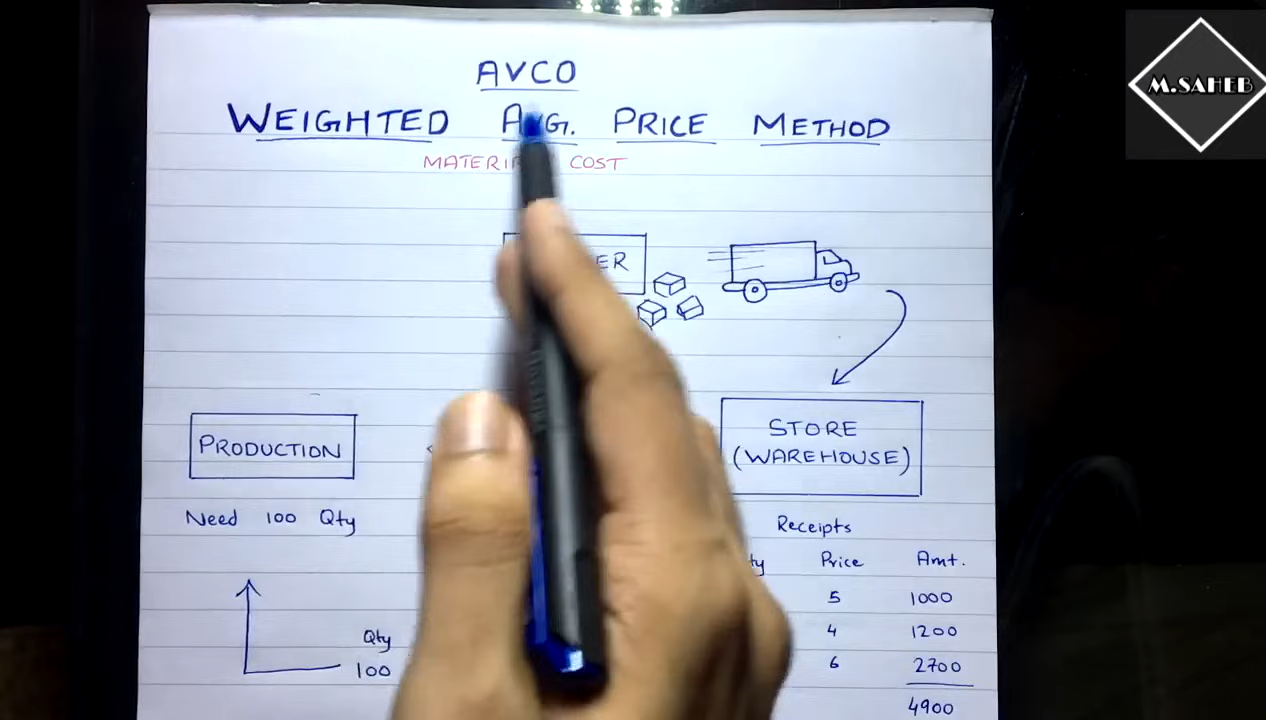 AVCO
M.SAHEB
WEIGHTED AVG. PRICE METHOD
COST
PRODUCTION
STORE
(WAREHOUSE)
Need 100 Qty
Receipts
Price Amt.
5 1000
4 1200
Qty
6 2700
100
4900